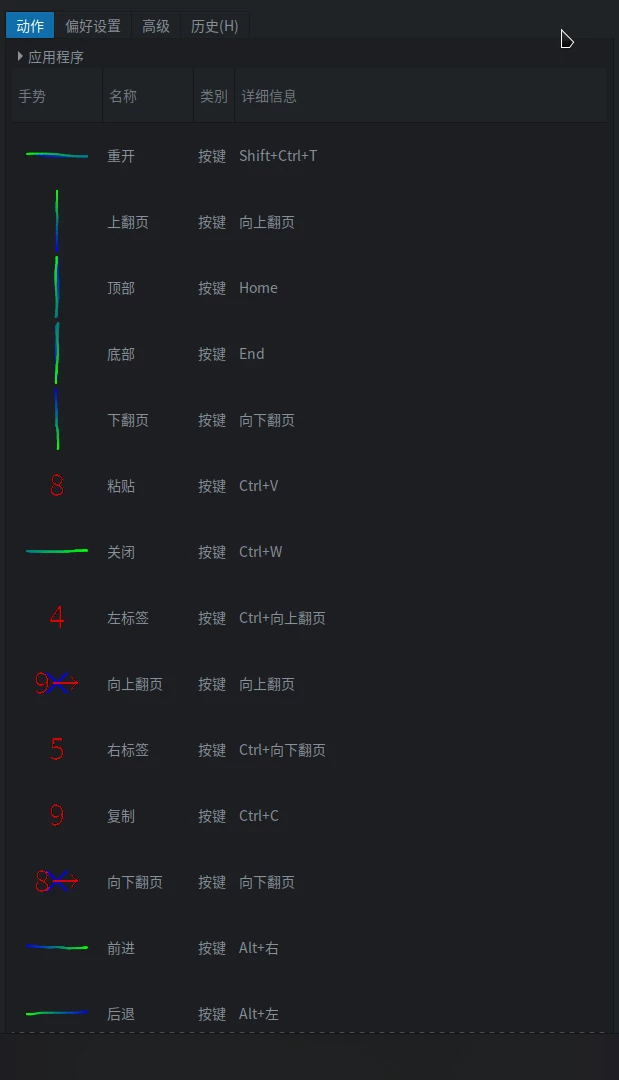 动作 偏好设置 高级 历史(H)
应用程序
手势 名称 类别 详细信息
重开 按键 Shift+Ctrl+T
上翻页 按键 向上翻页
顶部 按键 Home
底部 按键 End
下翻页 按键 向下翻页
8 粘贴 按键 Ctrl+V
关闭 按键 Ctrl+W
4 左标签 按键 Ctrl+向上翻页
9 向上翻页 按键 向上翻页
5 右标签 按键 Ctrl+向下翻页
9 复制 按键 Ctrl+C
8 向下翻页 按键 向下翻页
前进 按键 Alt+右
后退 按键 Alt+左